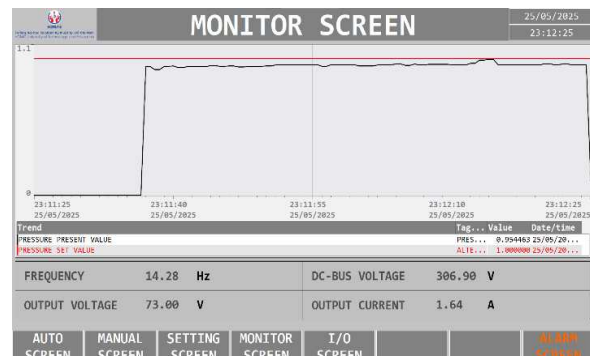 MONITOR SCREEN
25/05/2025
23:12:25
1.1
0
23:11:25 23:11:40 23:11:55 23:12:10 23:12:25
25/05/2025 25/05/2025 25/05/2025 25/05/2025 25/05/2025
Trend Tag... Value Date/time
PRESSURE PRESENT VALUE PRES... 0.954463 25/05/20...
PRESSURE SET VALUE ALTE... 1.000000 25/05/20...
FREQUENCY 14.28 Hz DC-BUS VOLTAGE 306.90 V
OUTPUT VOLTAGE 73.00 V OUTPUT CURRENT 1.64 A
AUTO MANUAL SETTING MONITOR I/O ALARM
SCREEN SCREEN SCREEN SCREEN SCREEN SCREEN